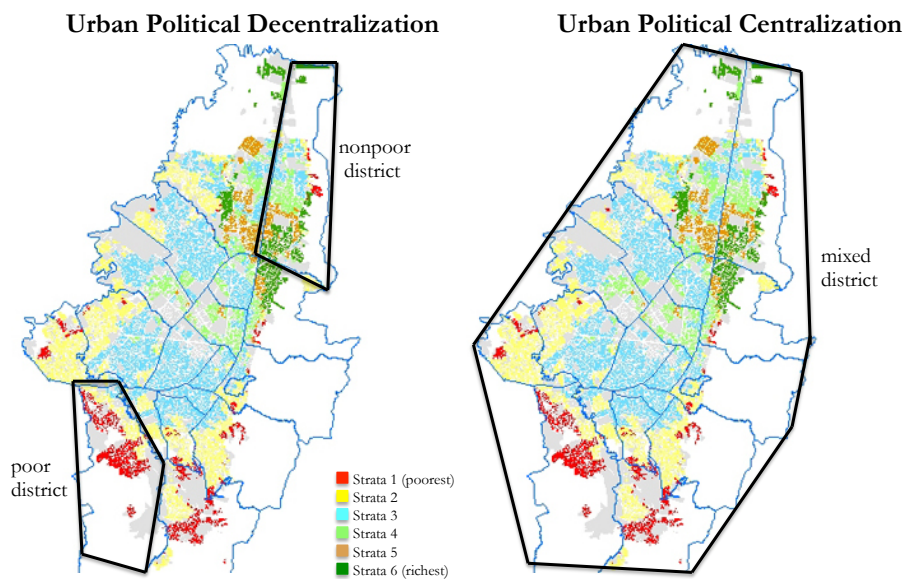 Urban Political Decentralization
nonpoor
district
poor
district
Strata 1 (poorest)
Strata 2
Strata 3
Strata 4
Strata 5
Strata 6 (richest)
Urban Political Centralization
mixed
district